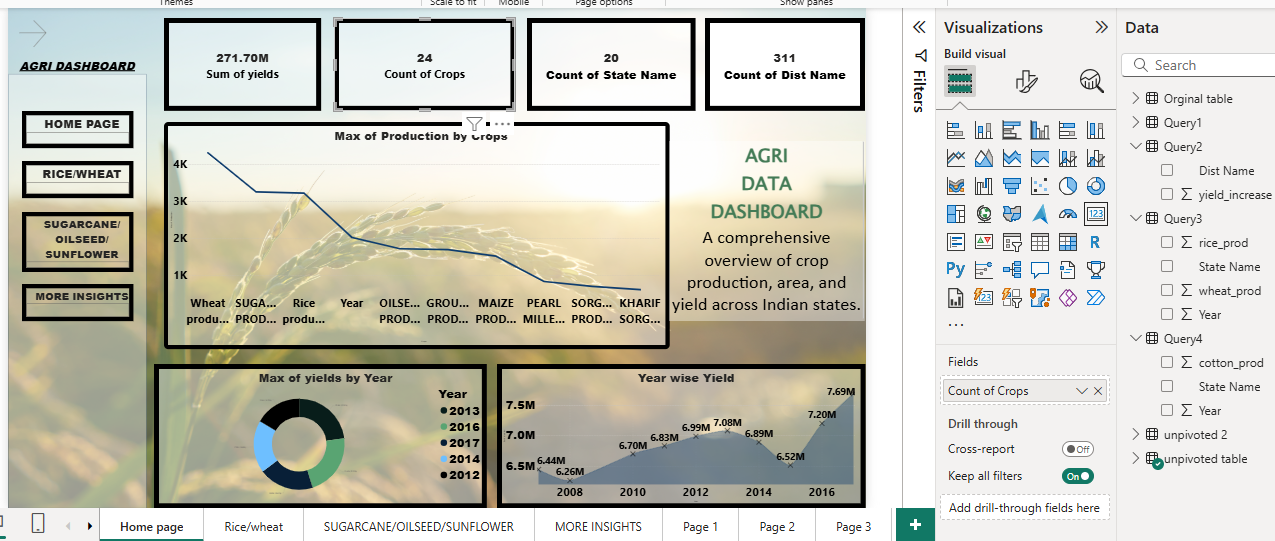 Themes
Scale to fit
Mobile
Page options
Show panes
AGRI DASHBOARD
HOME PAGE
RICE/WHEAT
SUGARCANE/
OILSEED/
SUNFLOWER
MORE INSIGHTS
271.70M
Sum of yields
24
Count of Crops
20
Count of State Name
311
Count of Dist Name
Max of Production by Crops
4K
3K
2K
1K
Wheat produ...
SUGA... PROD...
Rice produ...
Year
OILSE... PROD...
GROU... PROD...
MAIZE PROD...
PEARL MILLE...
SORG... PROD...
KHARIF SORG...
AGRI
DATA
DASHBOARD
A comprehensive
overview of crop
production, area, and
yield across Indian states.
Max of yields by Year
Year
2013
2016
2017
2014
2012
Year wise Yield
7.5M
7.0M
6.5M
6.44M
6.26M
6.70M
6.83M
6.99M
7.08M
6.89M
6.52M
7.20M
7.69M
2008
2010
2012
2014
2016
Home page
Rice/wheat
SUGARCANE/OILSEED/SUNFLOWER
MORE INSIGHTS
Page 1
Page 2
Page 3
+
Filters
Visualizations
Build visual
R
Py
123
...
Fields
Count of Crops
Drill through
Cross-report
Off
Keep all filters
On
Add drill-through fields here
Data
Search
Orginal table
Query1
Query2
Dist Name
yield_increase
Query3
rice_prod
State Name
wheat_prod
Year
Query4
cotton_prod
State Name
Year
unpivoted 2
unpivoted table